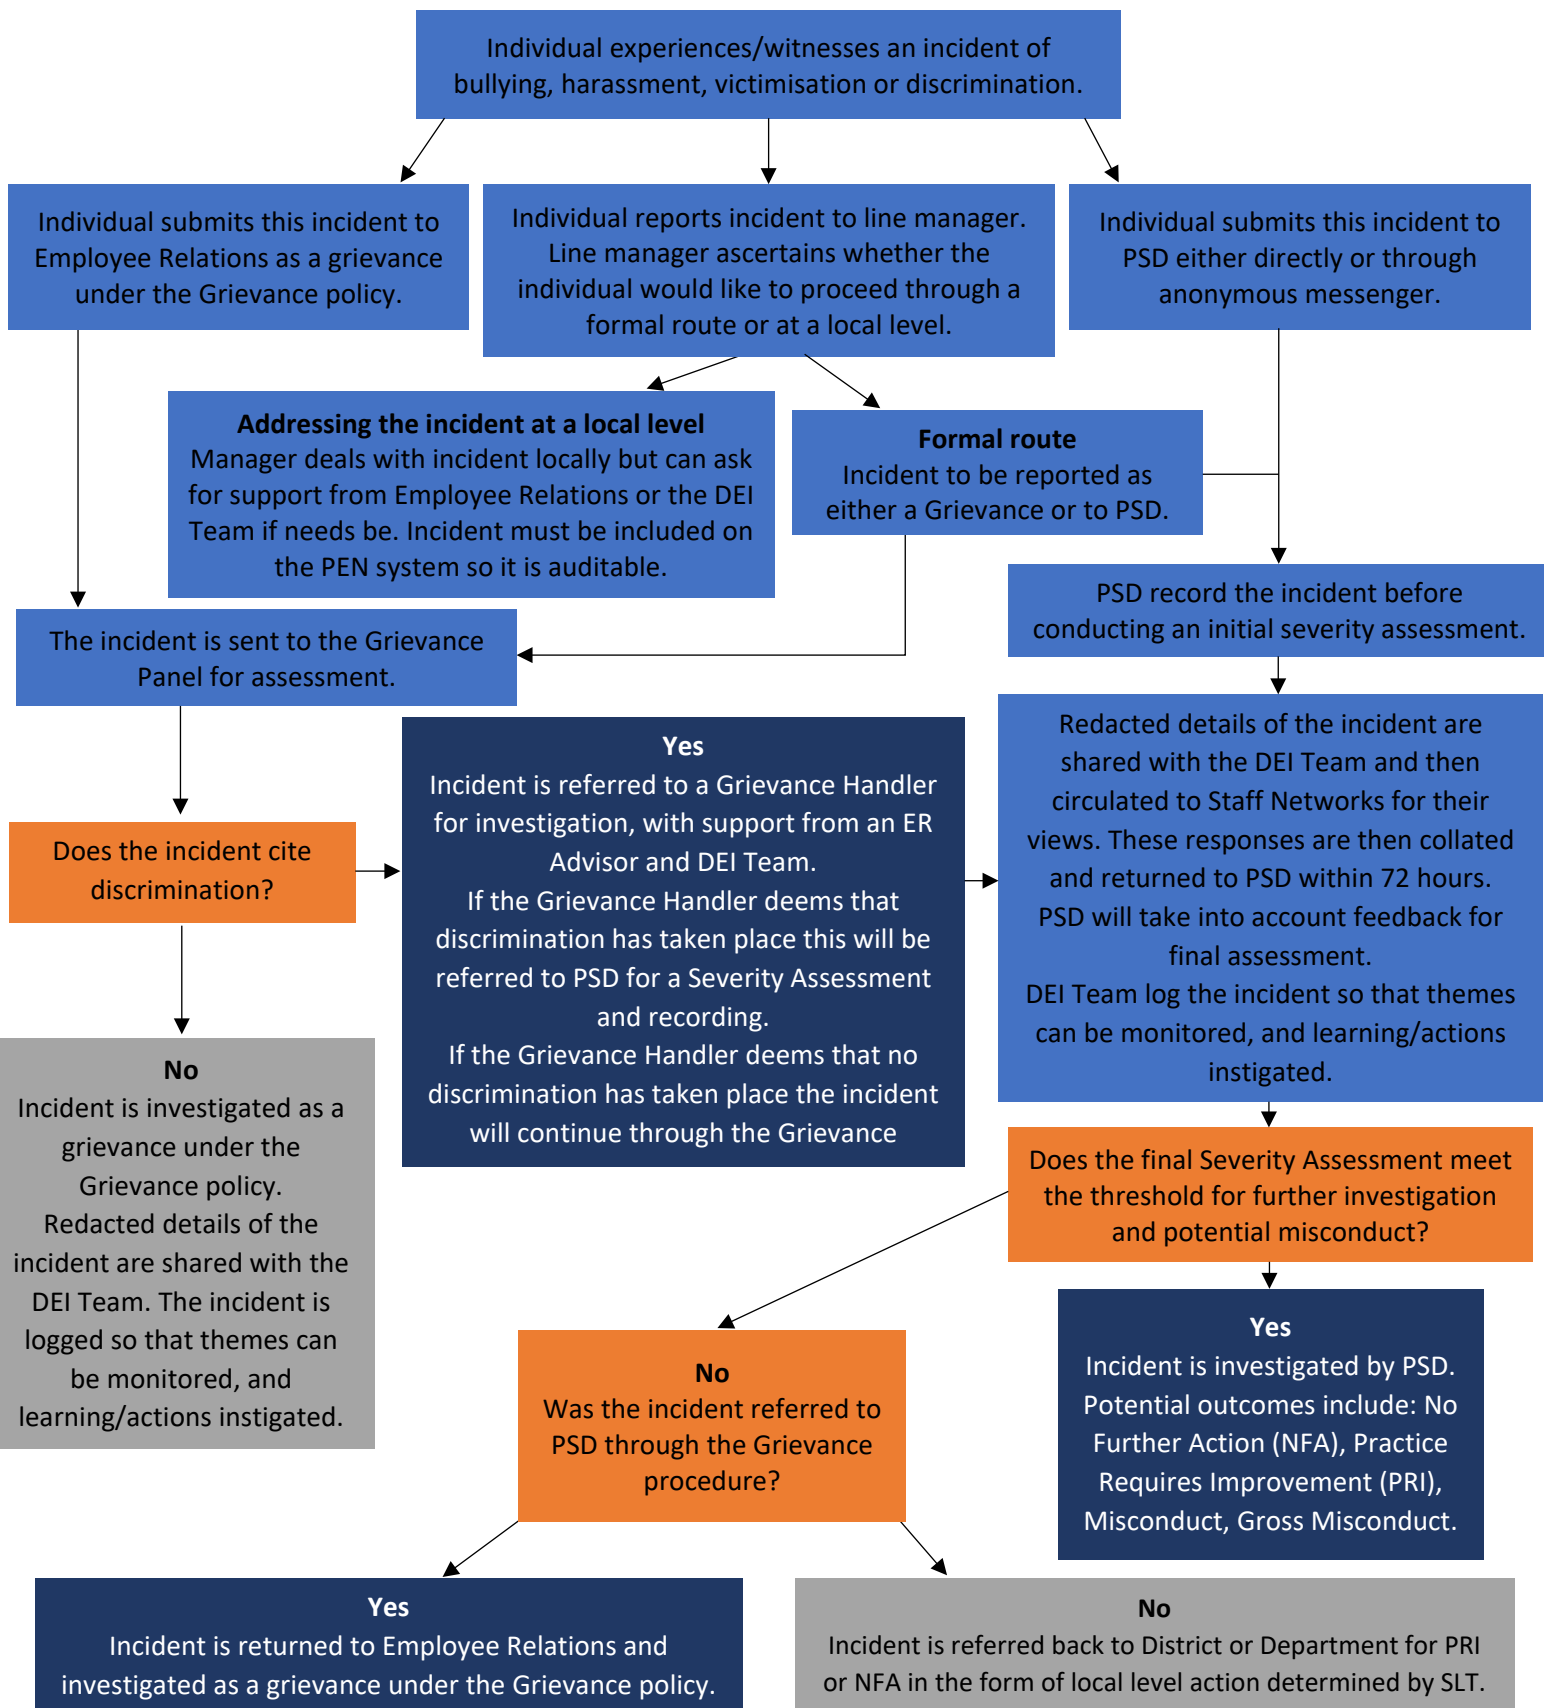 Individual experiences/witnesses an incident of
bullying, harassment, victimisation or discrimination.
Individual submits this incident to
Employee Relations as a grievance
under the Grievance policy.
Individual reports incident to line manager.
Line manager ascertains whether the
individual would like to proceed through a
formal route or at a local level.
Individual submits this incident to
PSD either directly or through
anonymous messenger.
Addressing the incident at a local level
Manager deals with incident locally but can ask
for support from Employee Relations or the DEI
Team if needs be. Incident must be included on
the PEN system so it is auditable.
Formal route
Incident to be reported as
either a Grievance or to PSD.
PSD record the incident before
conducting an initial severity assessment.
The incident is sent to the Grievance
Panel for assessment.
Redacted details of the incident are
shared with the DEI Team and then
circulated to Staff Networks for their
views. These responses are then collated
and returned to PSD within 72 hours.
PSD will take into account feedback for
final assessment.
DEI Team log the incident so that themes
can be monitored, and learning/actions
instigated.
Yes
Incident is referred to a Grievance Handler
for investigation, with support from an ER
Advisor and DEI Team.
If the Grievance Handler deems that
discrimination has taken place this will be
referred to PSD for a Severity Assessment
and recording.
If the Grievance Handler deems that no
discrimination has taken place the incident
will continue through the Grievance
Does the incident cite
discrimination?
No
Incident is investigated as a
grievance under the
Grievance policy.
Redacted details of the
incident are shared with the
DEI Team. The incident is
logged so that themes can
be monitored, and
learning/actions instigated.
Does the final Severity Assessment meet
the threshold for further investigation
and potential misconduct?
Yes
Incident is investigated by PSD.
Potential outcomes include: No
Further Action (NFA), Practice
Requires Improvement (PRI),
Misconduct, Gross Misconduct.
No
Was the incident referred to
PSD through the Grievance
procedure?
Yes
Incident is returned to Employee Relations and
investigated as a grievance under the Grievance policy.
No
Incident is referred back to District or Department for PRI
or NFA in the form of local level action determined by SLT.